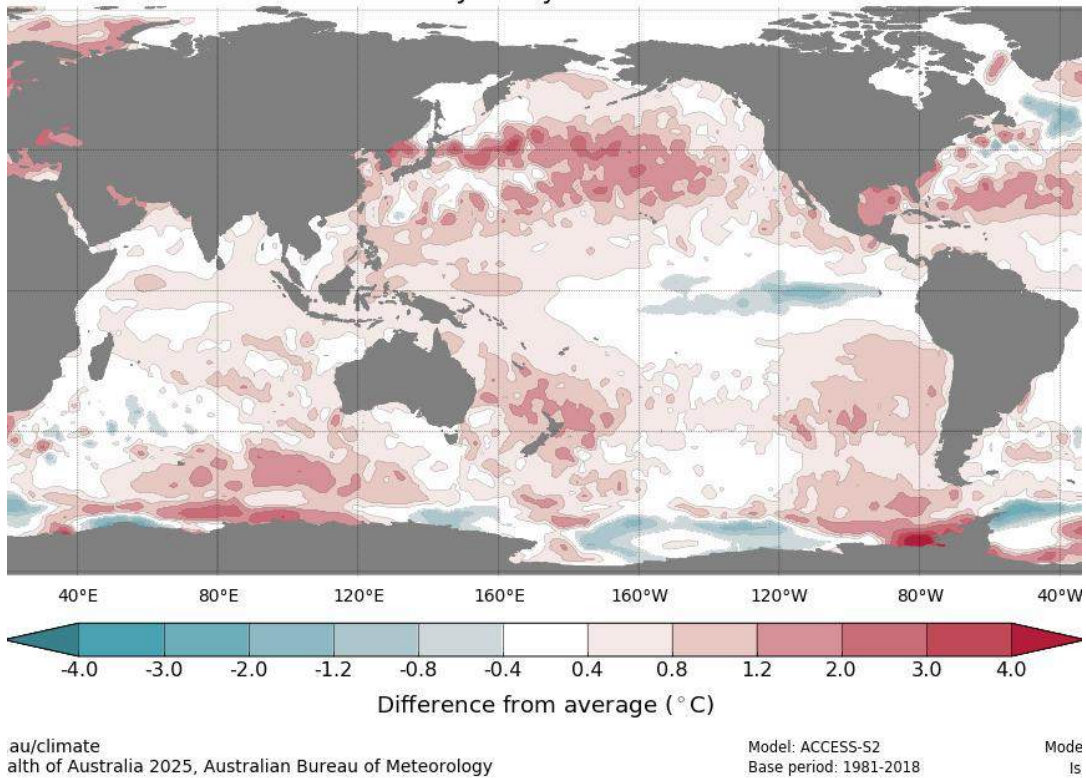 40°E 80°E 120°E 160°E 160°W 120°W 80°W 40°W
-4.0 -3.0 -2.0 -1.2 -0.8 -0.4 0.4 0.8 1.2 2.0 3.0 4.0
Difference from average (°C)
au/climate
alth of Australia 2025, Australian Bureau of Meteorology
Model: ACCESS-S2
Base period: 1981-2018
Mode
Is